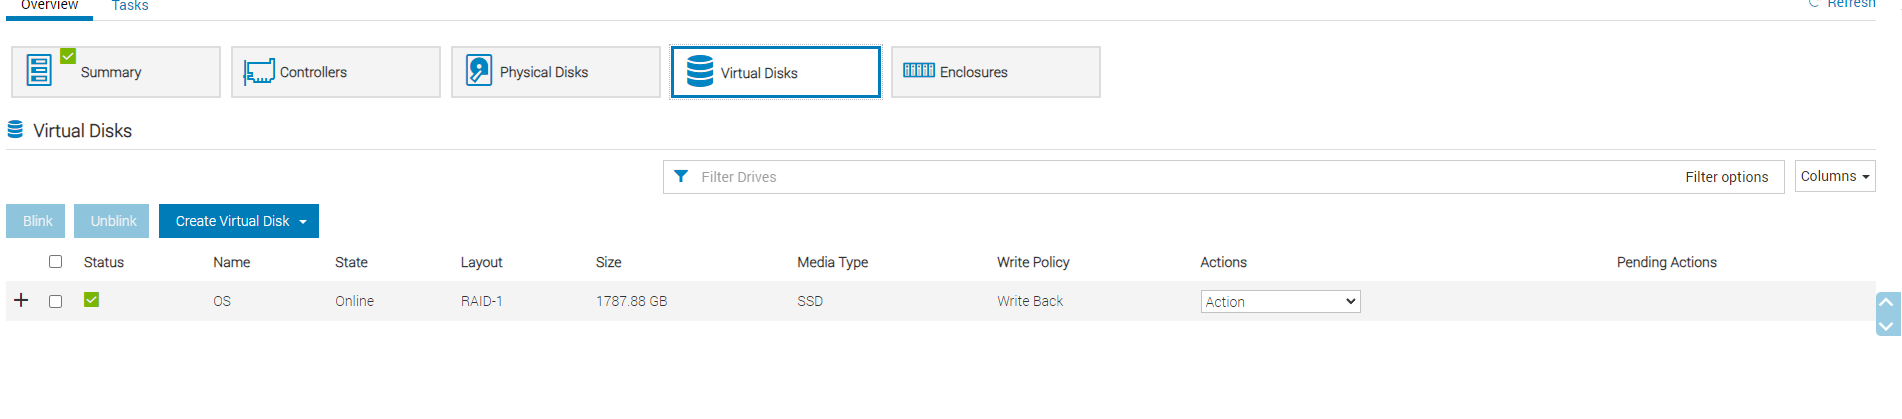 Overview Tasks Refresh
Summary Controllers Physical Disks Virtual Disks Enclosures
Virtual Disks
Filter Drives Filter options Columns
Blink Unblink Create Virtual Disk
Status Name State Layout Size Media Type Write Policy Actions Pending Actions
OS Online RAID-1 1787.88 GB SSD Write Back Action